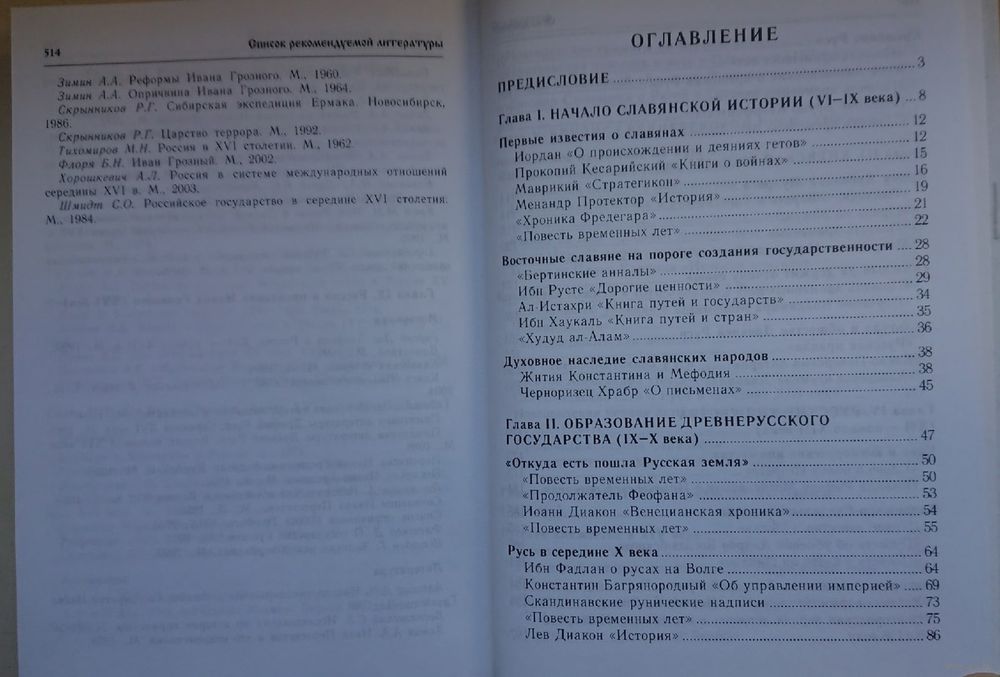 514
Список рекомендуемой литературы
Зимин А.А. Реформы Ивана Грозного. М., 1960.
Зимин А.А. Опричнина Ивана Грозного. М., 1964.
Скрынников Р.Г. Сибирская экспедиция Ермака. Новосибирск,
1986.
Скрынников Р.Г. Царство террора. М., 1992.
Тихомиров М.Н. Россия в XVI столетии. М., 1962.
Флоря Б.Н. Иван Грозный. М., 2002.
Хорошкевич А.Л. Россия в системе международных отношений
середины XVI в. М., 2003.
Шмидт С.О. Российское государство в середине XVI столетия.
М., 1984.
ОГЛАВЛЕНИЕ
ПРЕДИСЛОВИЕ 3
Глава I. НАЧАЛО СЛАВЯНСКОЙ ИСТОРИИ (VI–IX века) ... 8
Первые известия о славянах 12
Иордан «О происхождении и деяниях гетов» 12
Прокопий Кесарийский «Книги о войнах» 15
Маврикий «Стратегикон» 16
Менандр Протектор «История» 19
«Хроника Фредегара» 21
«Повесть временных лет» 22
Восточные славяне на пороге создания государственности .... 28
«Бертинские анналы» 28
Ибн Русте «Дорогие ценности» 29
Ал-Истахри «Книга путей и государств» 34
Ибн Хаукаль «Книга путей и стран» 35
«Худуд ал-Алам» 36
Духовное наследие славянских народов 38
Жития Константина и Мефодия 38
Черноризец Храбр «О письменах» 45
Глава II. ОБРАЗОВАНИЕ ДРЕВНЕРУССКОГО
ГОСУДАРСТВА (IX–X века) 47
«Откуда есть пошла Русская земля» 50
«Повесть временных лет» 50
«Продолжатель Феофана» 53
Иоанн Диакон «Венецианская хроника» 54
«Повесть временных лет» 55
Русь в середине X века 64
Ибн Фадлан о русах на Волге 64
Константин Багрянородный «Об управлении империей» ..... 69
Скандинавские рунические надписи 73
«Повесть временных лет» 75
Лев Диакон «История» 86